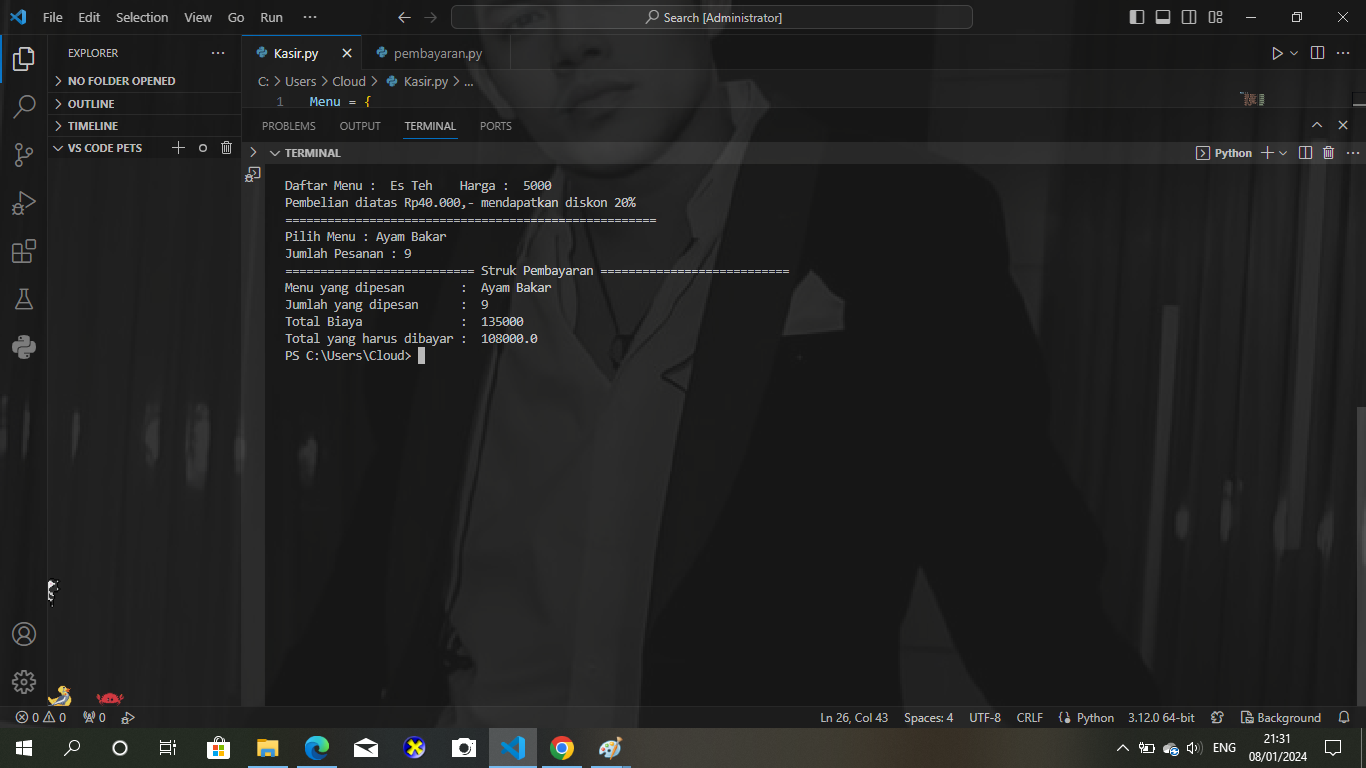 File Edit Selection View Go Run ... Search [Administrator]
EXPLORER ...
NO FOLDER OPENED
OUTLINE
TIMELINE
VS CODE PETS
Kasir.py
pembayaran.py
C: > Users > Cloud > Kasir.py > ...
1 Menu = {
PROBLEMS OUTPUT TERMINAL PORTS
TERMINAL
Python
Daftar Menu :  Es Teh    Harga :  5000
Pembelian diatas Rp40.000,- mendapatkan diskon 20%
=====================================================
Pilih Menu : Ayam Bakar
Jumlah Pesanan : 9
=========================== Struk Pembayaran ===========================
Menu yang dipesan        :  Ayam Bakar
Jumlah yang dipesan      :  9
Total Biaya              :  135000
Total yang harus dibayar :  108000.0
PS C:\Users\Cloud>
0 0 0 Ln 26, Col 43 Spaces: 4 UTF-8 CRLF Python 3.12.0 64-bit Background
ENG 21:31
08/01/2024